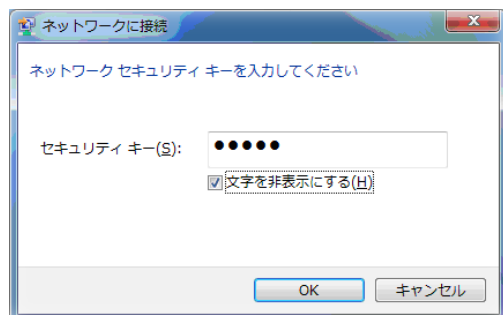 ネットワークに接続
ネットワーク セキュリティ キーを入力してください
セキュリティ キー(S): ●●●●●
文字を非表示にする(H)
OK キャンセル